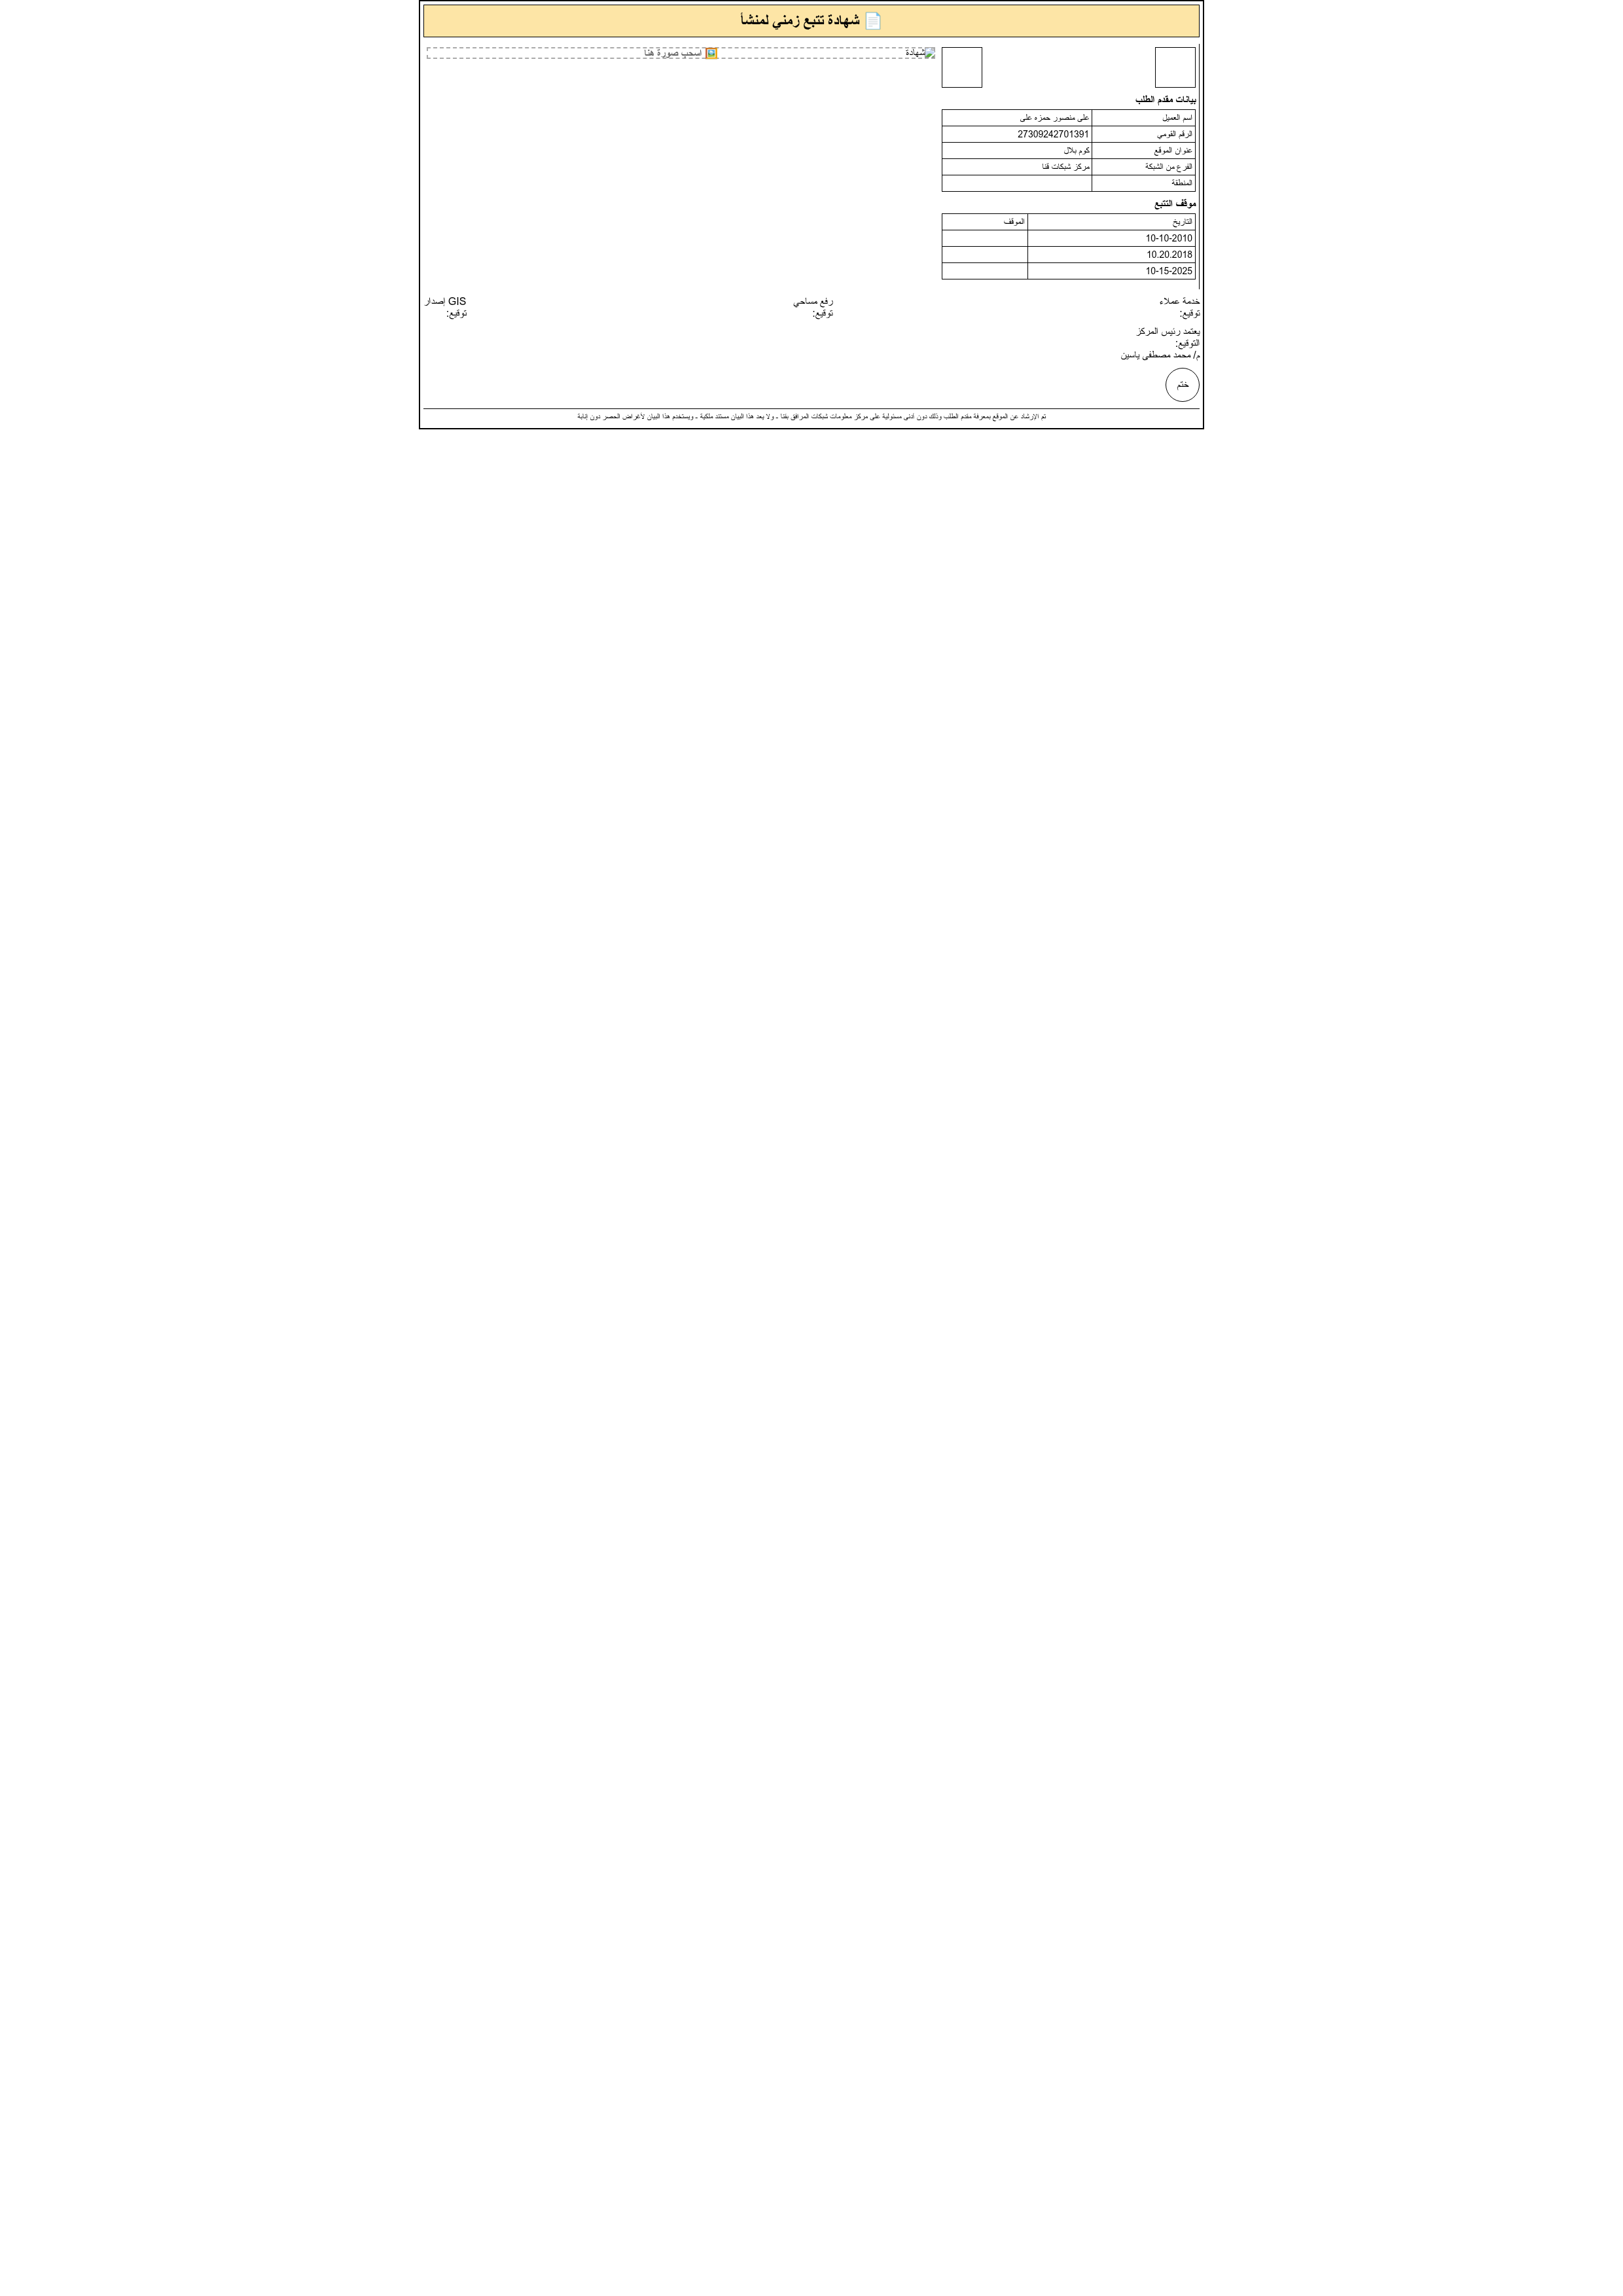 📄 شهادة تتبع زمني لمنشأ
شهادة
🖼️ اسحب صورة هنا
بيانات مقدم الطلب
اسم العميل على منصور حمزه على
الرقم القومي 27309242701391
عنوان الموقع كوم بلال
الفرع من الشبكة مركز شبكات قنا
المنطقة
موقف التتبع
التاريخ الموقف
10-10-2010
10.20.2018
10-15-2025
خدمة عملاء رفع مساحي إصدار GIS
توقيع: توقيع: توقيع:
يعتمد رئيس المركز
التوقيع:
م/ محمد مصطفى ياسين
ختم
تم الإرشاد عن الموقع بمعرفة مقدم الطلب وذلك دون أدنى مسئولية على مركز معلومات شبكات المرافق بقنا ـ ولا يعد هذا البيان مستند ملكية ـ ويستخدم هذا البيان لأغراض الحصر دون إنابة